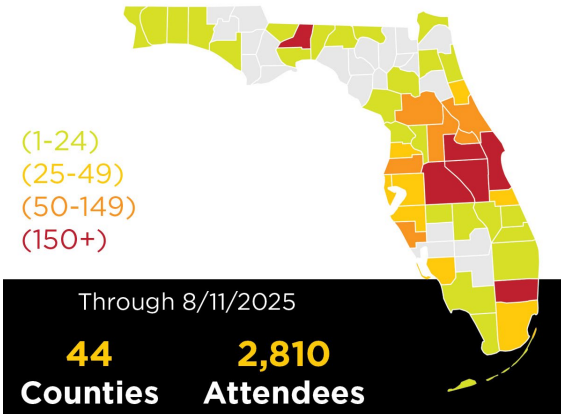 (1-24)
(25-49)
(50-149)
(150+)
Through 8/11/2025
44
2,810
Counties
Attendees